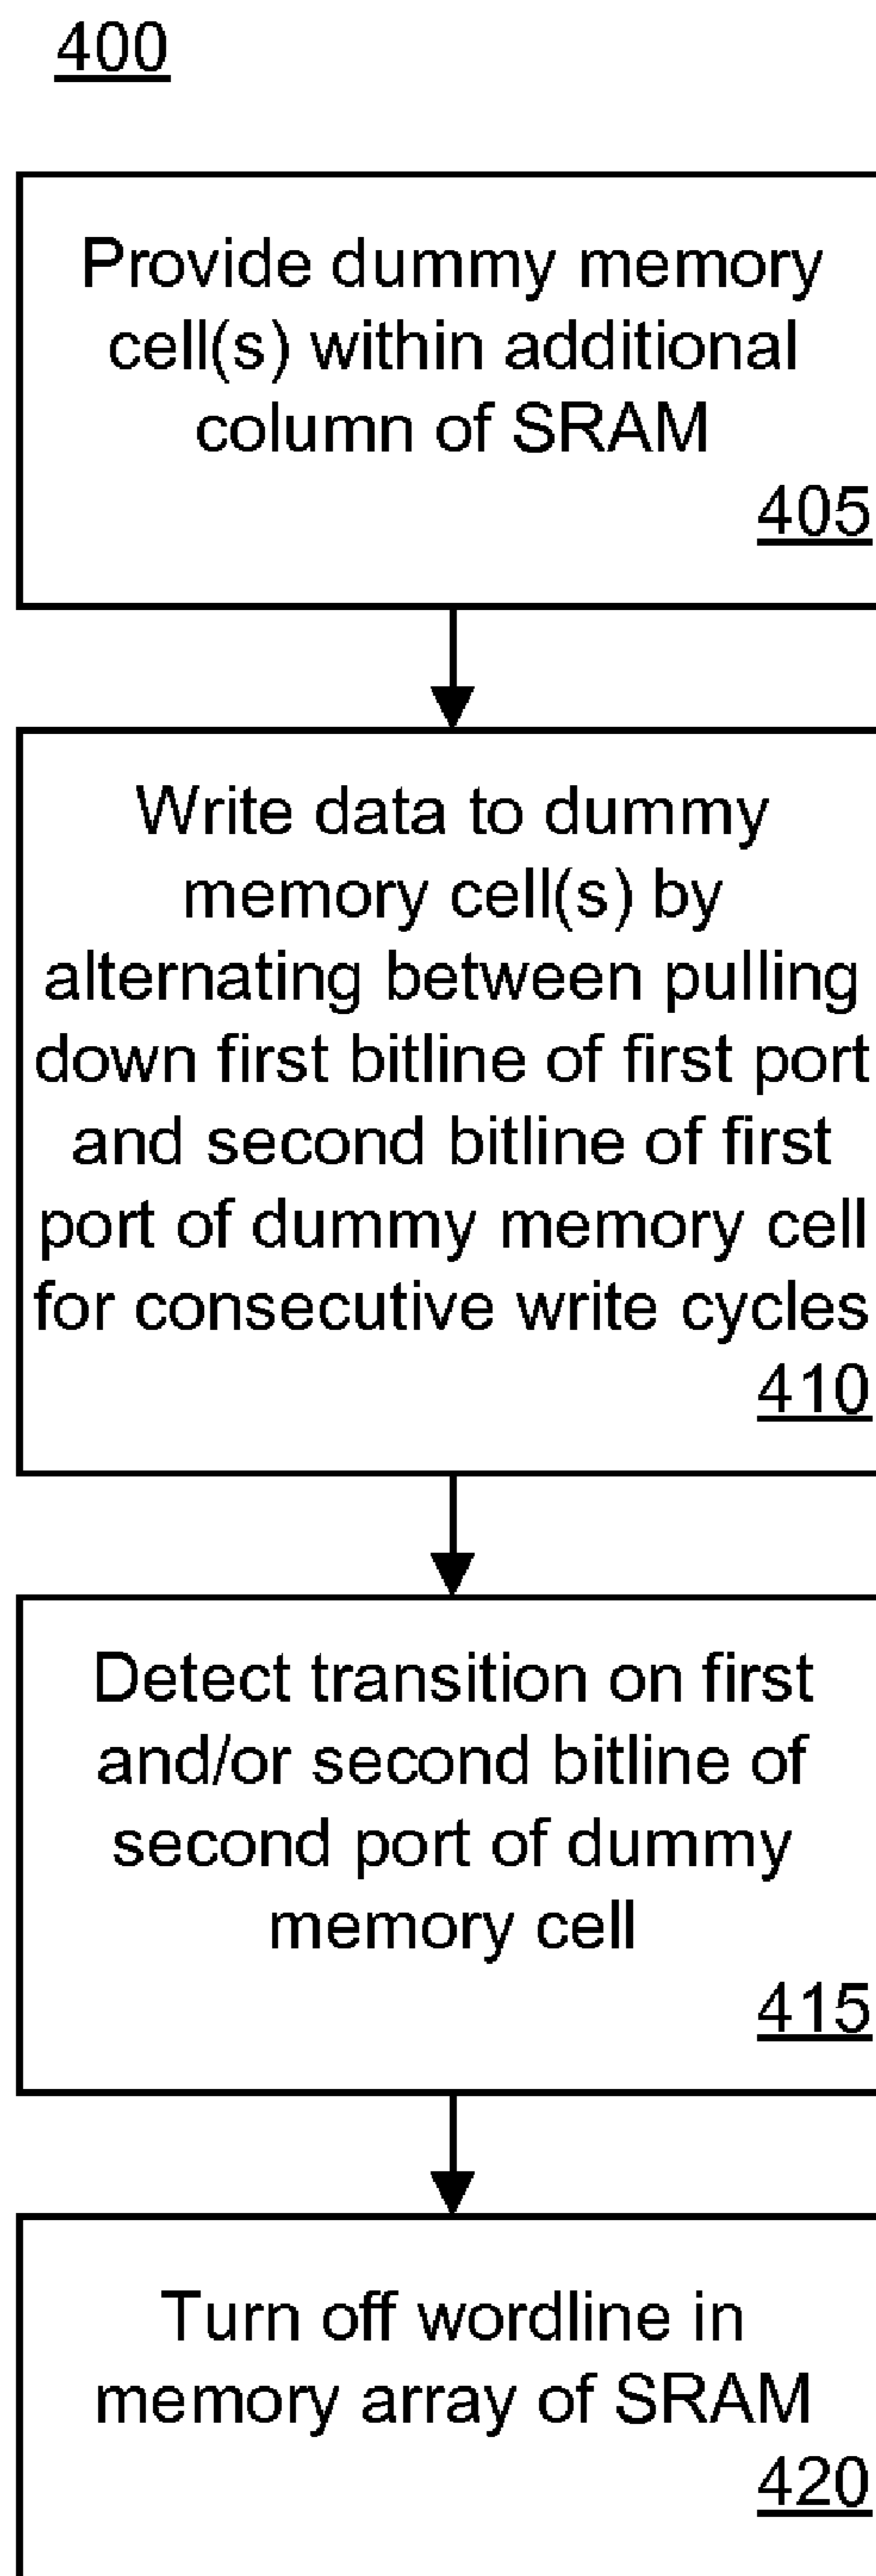 400
Provide dummy memory
cell(s) within additional
column of SRAM
405
Write data to dummy
memory cell(s) by
alternating between pulling
down first bitline of first port
and second bitline of first
port of dummy memory cell
for consecutive write cycles
410
Detect transition on first
and/or second bitline of
second port of dummy
memory cell
415
Turn off wordline in
memory array of SRAM
420